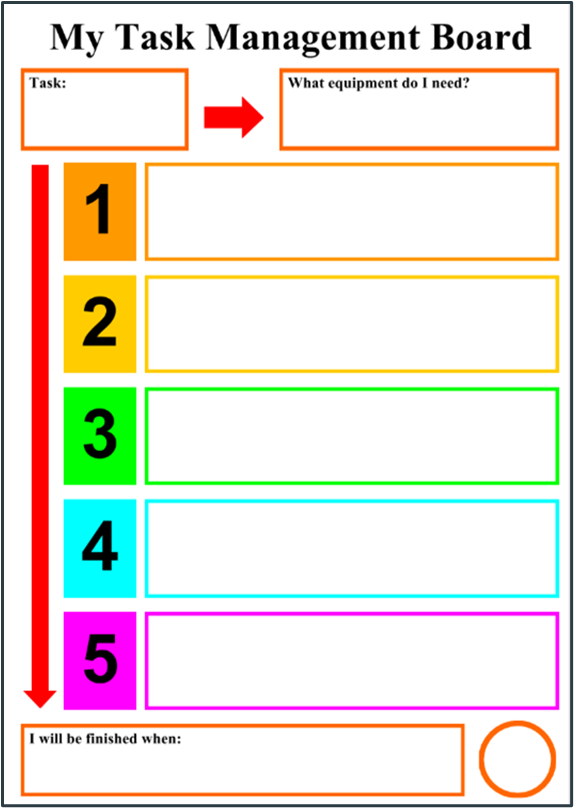 My Task Management Board
Task:
What equipment do I need?
1
2
3
4
5
I will be finished when: